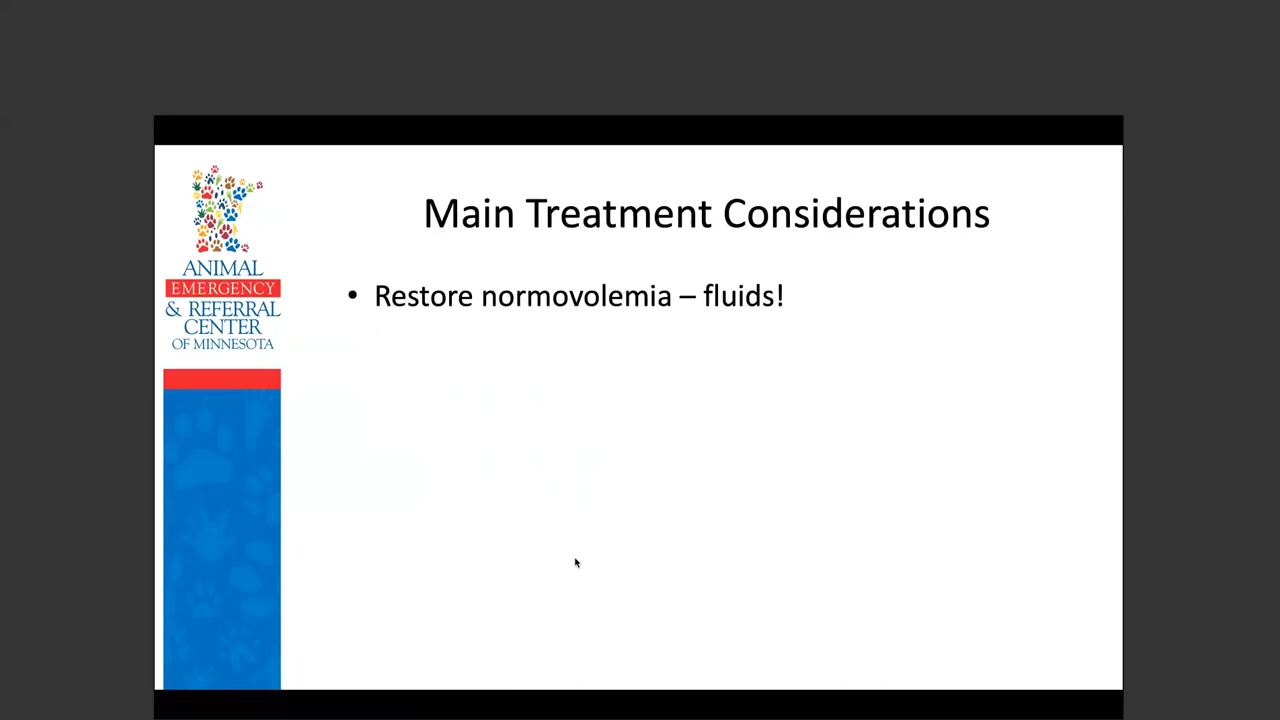 ANIMAL
EMERGENCY
& REFERRAL
CENTER
OF MINNESOTA
Main Treatment Considerations
• Restore normovolemia – fluids!